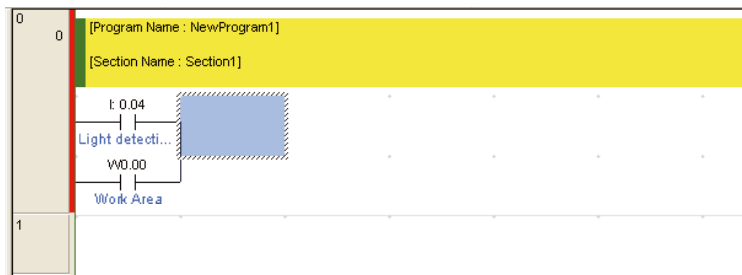 0
0
[Program Name : NewProgram1]
[Section Name : Section1]
I: 0.04
Light detecti...
W0.00
Work Area
1